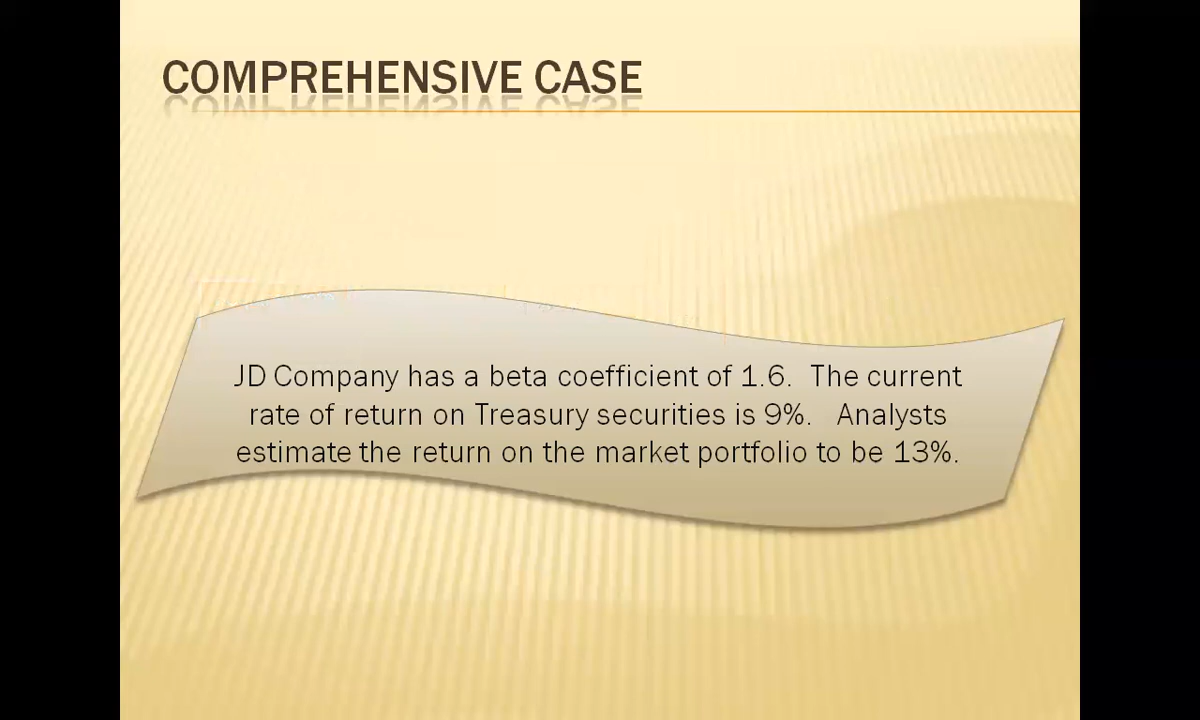 COMPREHENSIVE CASE
JD Company has a beta coefficient of 1.6. The current
rate of return on Treasury securities is 9%. Analysts
estimate the return on the market portfolio to be 13%.